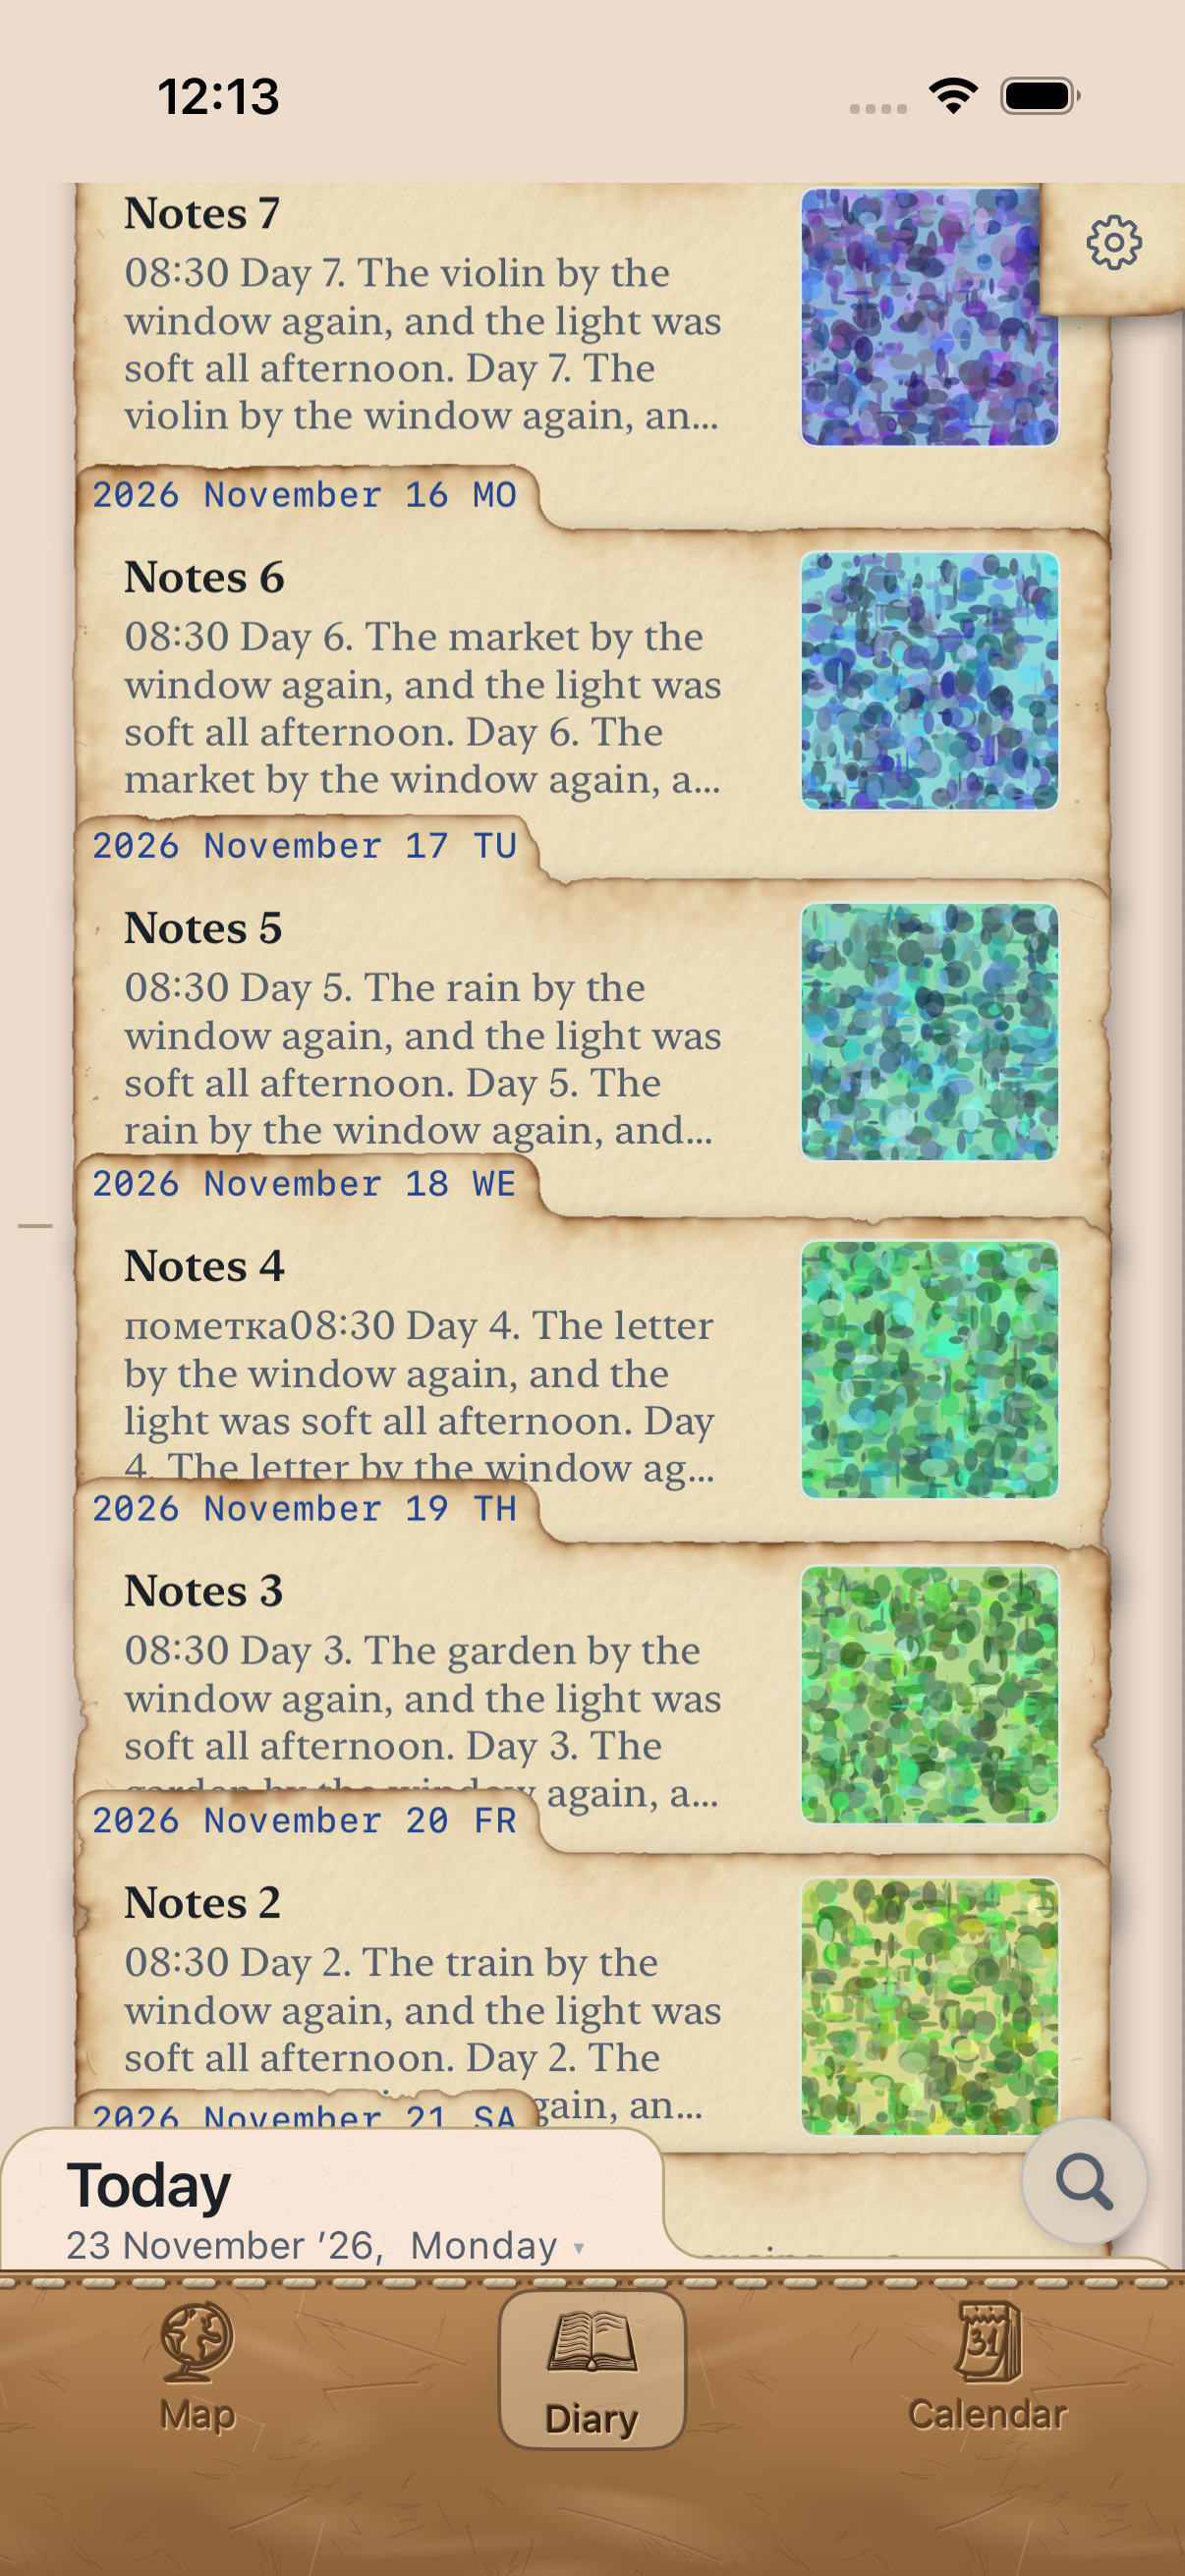 12:13
Notes 7
08:30 Day 7. The violin by the
window again, and the light was
soft all afternoon. Day 7. The
violin by the window again, an...
2026 November 16 MO
Notes 6
08:30 Day 6. The market by the
window again, and the light was
soft all afternoon. Day 6. The
market by the window again, a...
2026 November 17 TU
Notes 5
08:30 Day 5. The rain by the
window again, and the light was
soft all afternoon. Day 5. The
rain by the window again, and...
2026 November 18 WE
Notes 4
пометка08:30 Day 4. The letter
by the window again, and the
light was soft all afternoon. Day
4. The letter by the window ag...
2026 November 19 TH
Notes 3
08:30 Day 3. The garden by the
window again, and the light was
soft all afternoon. Day 3. The
garden by the window again, a...
2026 November 20 FR
Notes 2
08:30 Day 2. The train by the
window again, and the light was
soft all afternoon. Day 2. The
an...
2026 November 21 SA
Today
23 November ’26, Monday
31
Map
Diary
Calendar